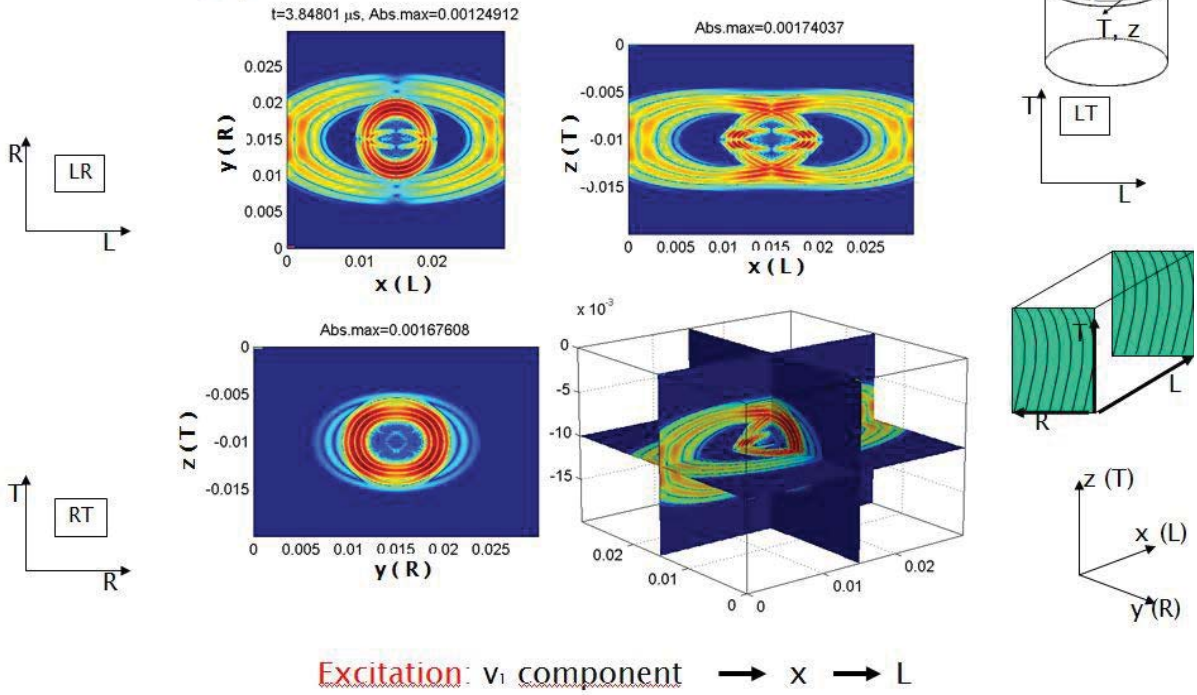 t=3.84801 μs, Abs.max=0.00124912
0.025
0.020
0.015
0.01
0.005
0
y ( R )
0 0.01 0.02
x ( L )
R
LR
L
Abs.max=0.00174037
0
-0.005
-0.01
-0.015
z ( T )
0 0.005 0.01 0.015 0.02 0.025
x ( L )
T, z
T
LT
L
Abs.max=0.00167608
0
-0.005
-0.01
-0.015
z ( T )
0 0.005 0.01 0.015 0.02 0.025
y ( R )
T
RT
R
x 10⁻³
0
-5
-10
-15
0.02
0.01
0
0
0.01
0.02
T
L
R
z (T)
x (L)
y (R)
Excitation: v₁ component → x → L